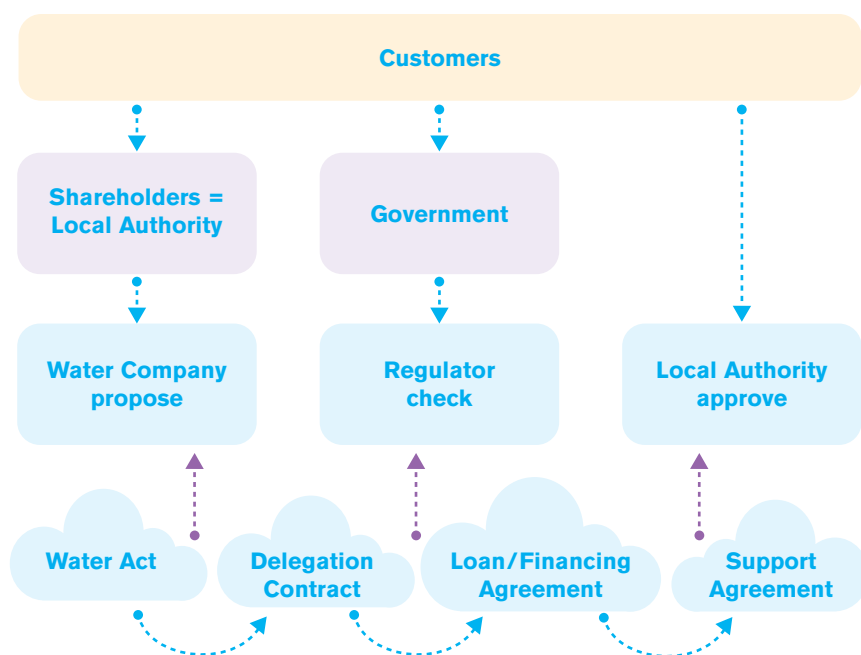 Customers
Shareholders =
Local Authority
Government
Water Company
propose
Regulator
check
Local Authority
approve
Water Act
Delegation
Contract
Loan/Financing
Agreement
Support
Agreement